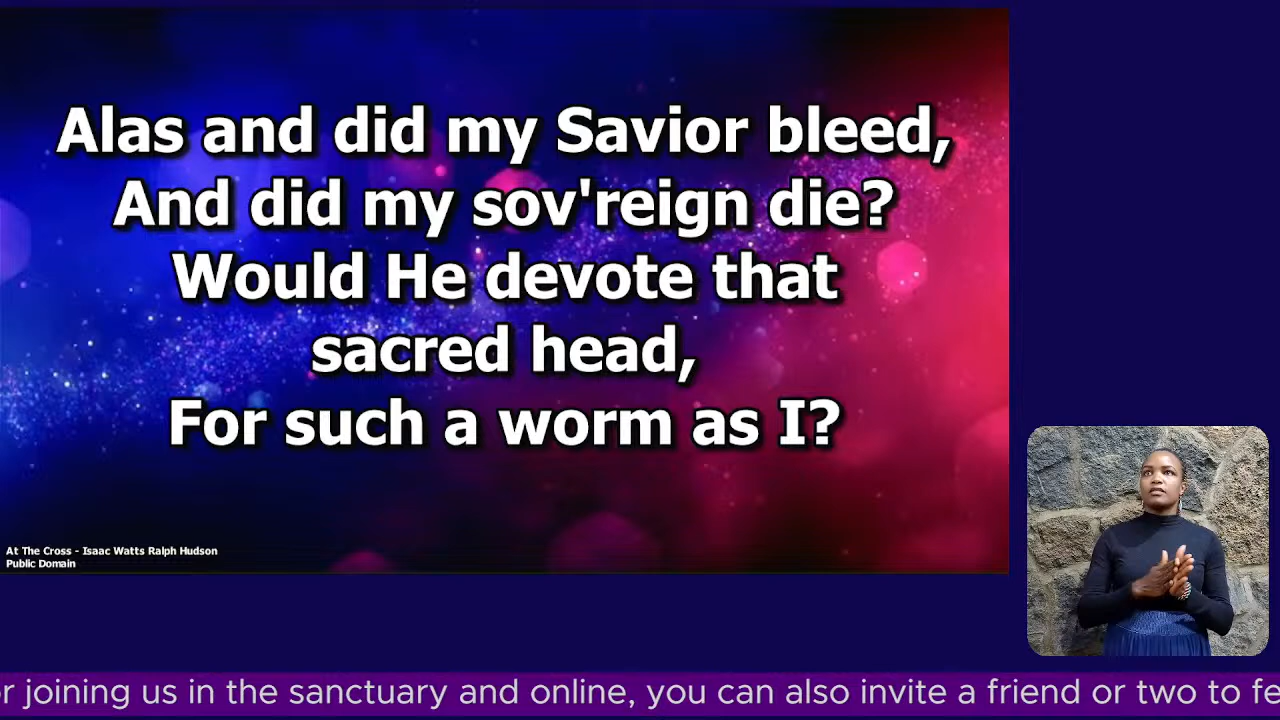 Alas and did my Savior bleed,
And did my sov'reign die?
Would He devote that
sacred head,
For such a worm as I?
At The Cross - Isaac Watts Ralph Hudson
Public Domain
r joining us in the sanctuary and online, you can also invite a friend or two to fe